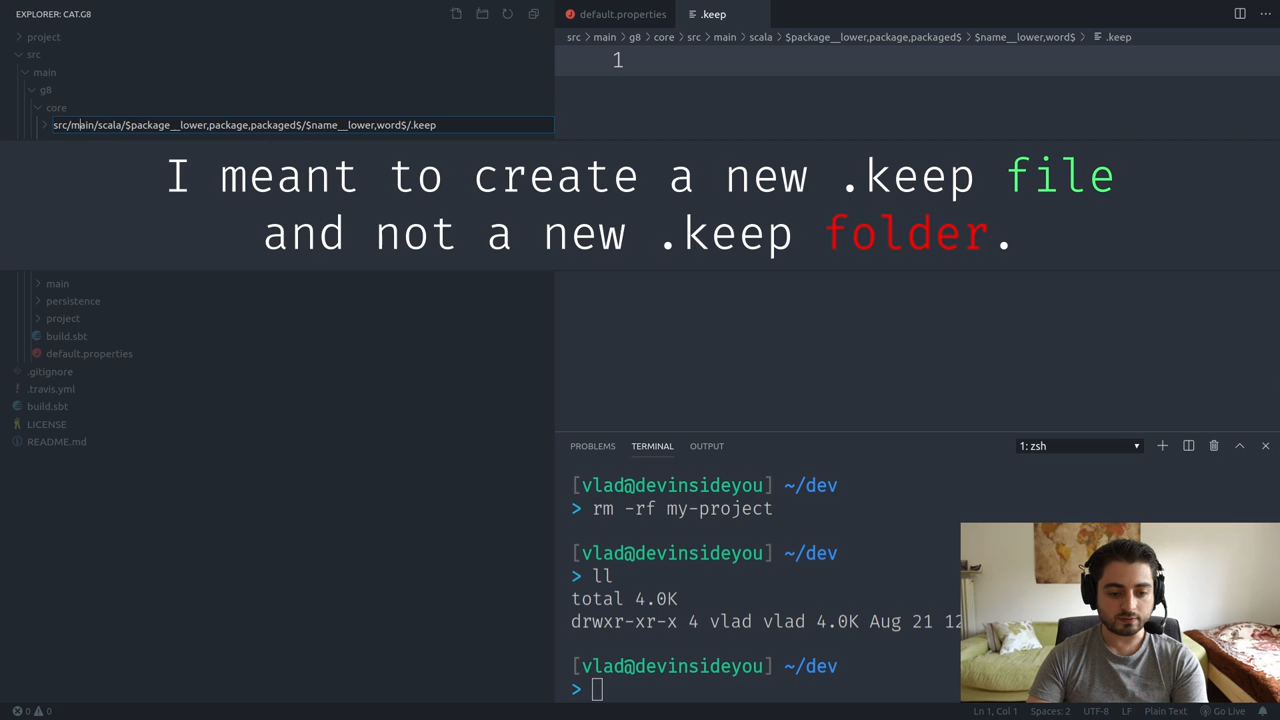 EXPLORER: CAT.G8
default.properties
.keep
project
src
main
g8
core
src/main/scala/$package__lower,package,packaged$/$name__lower,word$/.keep
src > main > g8 > core > src > main > scala > $package__lower,package,packaged$ > $name__lower,word$ > .keep
1
I meant to create a new .keep file
and not a new .keep folder.
main
persistence
project
build.sbt
default.properties
.gitignore
.travis.yml
build.sbt
LICENSE
README.md
PROBLEMS TERMINAL OUTPUT
1: zsh
[vlad@devinsideyou] ~/dev
> rm -rf my-project
[vlad@devinsideyou] ~/dev
> ll
total 4.0K
drwxr-xr-x 4 vlad vlad 4.0K Aug 21 12
[vlad@devinsideyou] ~/dev
>
0 0
Ln 1, Col 1 Spaces: 2 UTF-8 LF Plain Text Go Live